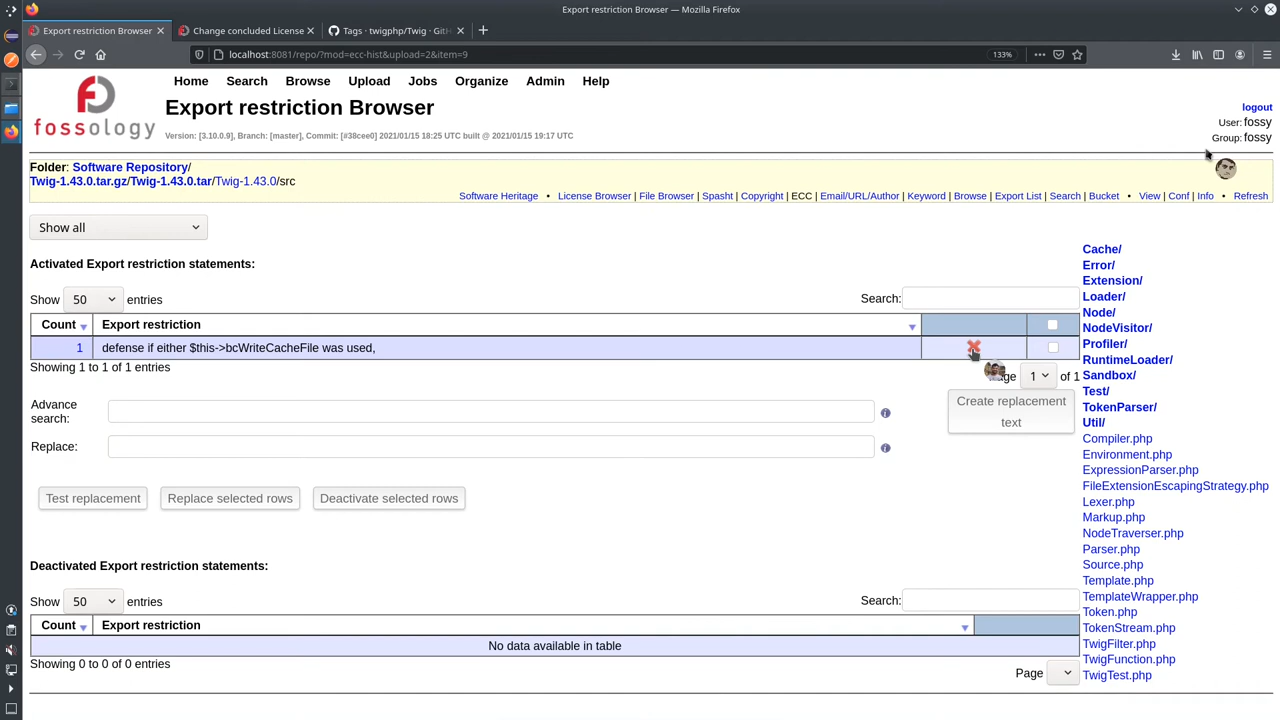 Export restriction Browser — Mozilla Firefox
Export restriction Browser
Change concluded License
Tags · twigphp/Twig · GitH
localhost:8081/repo/?mod=ecc-hist&upload=2&item=9
133%
fossology
Home Search Browse Upload Jobs Organize Admin Help
Export restriction Browser
Version: [3.10.0.9], Branch: [master], Commit: [#38cee0] 2021/01/15 18:25 UTC built @ 2021/01/15 19:17 UTC
logout
User: fossy
Group: fossy
Folder: Software Repository/
Twig-1.43.0.tar.gz/Twig-1.43.0.tar/Twig-1.43.0/src
Software Heritage • License Browser | File Browser | Spasht | Copyright | ECC | Email/URL/Author | Keyword | Browse | Export List | Search | Bucket • View | Conf | Info • Refresh
Show all
Activated Export restriction statements:
Show 50 entries
Search:
Count Export restriction
1 defense if either $this->bcWriteCacheFile was used,
Showing 1 to 1 of 1 entries
1 of 1
Advance
search:
Create replacement
text
Replace:
Test replacement
Replace selected rows
Deactivate selected rows
Deactivated Export restriction statements:
Show 50 entries
Search:
Count Export restriction
No data available in table
Showing 0 to 0 of 0 entries
Page
Cache/
Error/
Extension/
Loader/
Node/
NodeVisitor/
Profiler/
RuntimeLoader/
Sandbox/
Test/
TokenParser/
Util/
Compiler.php
Environment.php
ExpressionParser.php
FileExtensionEscapingStrategy.php
Lexer.php
Markup.php
NodeTraverser.php
Parser.php
Source.php
Template.php
TemplateWrapper.php
Token.php
TokenStream.php
TwigFilter.php
TwigFunction.php
TwigTest.php